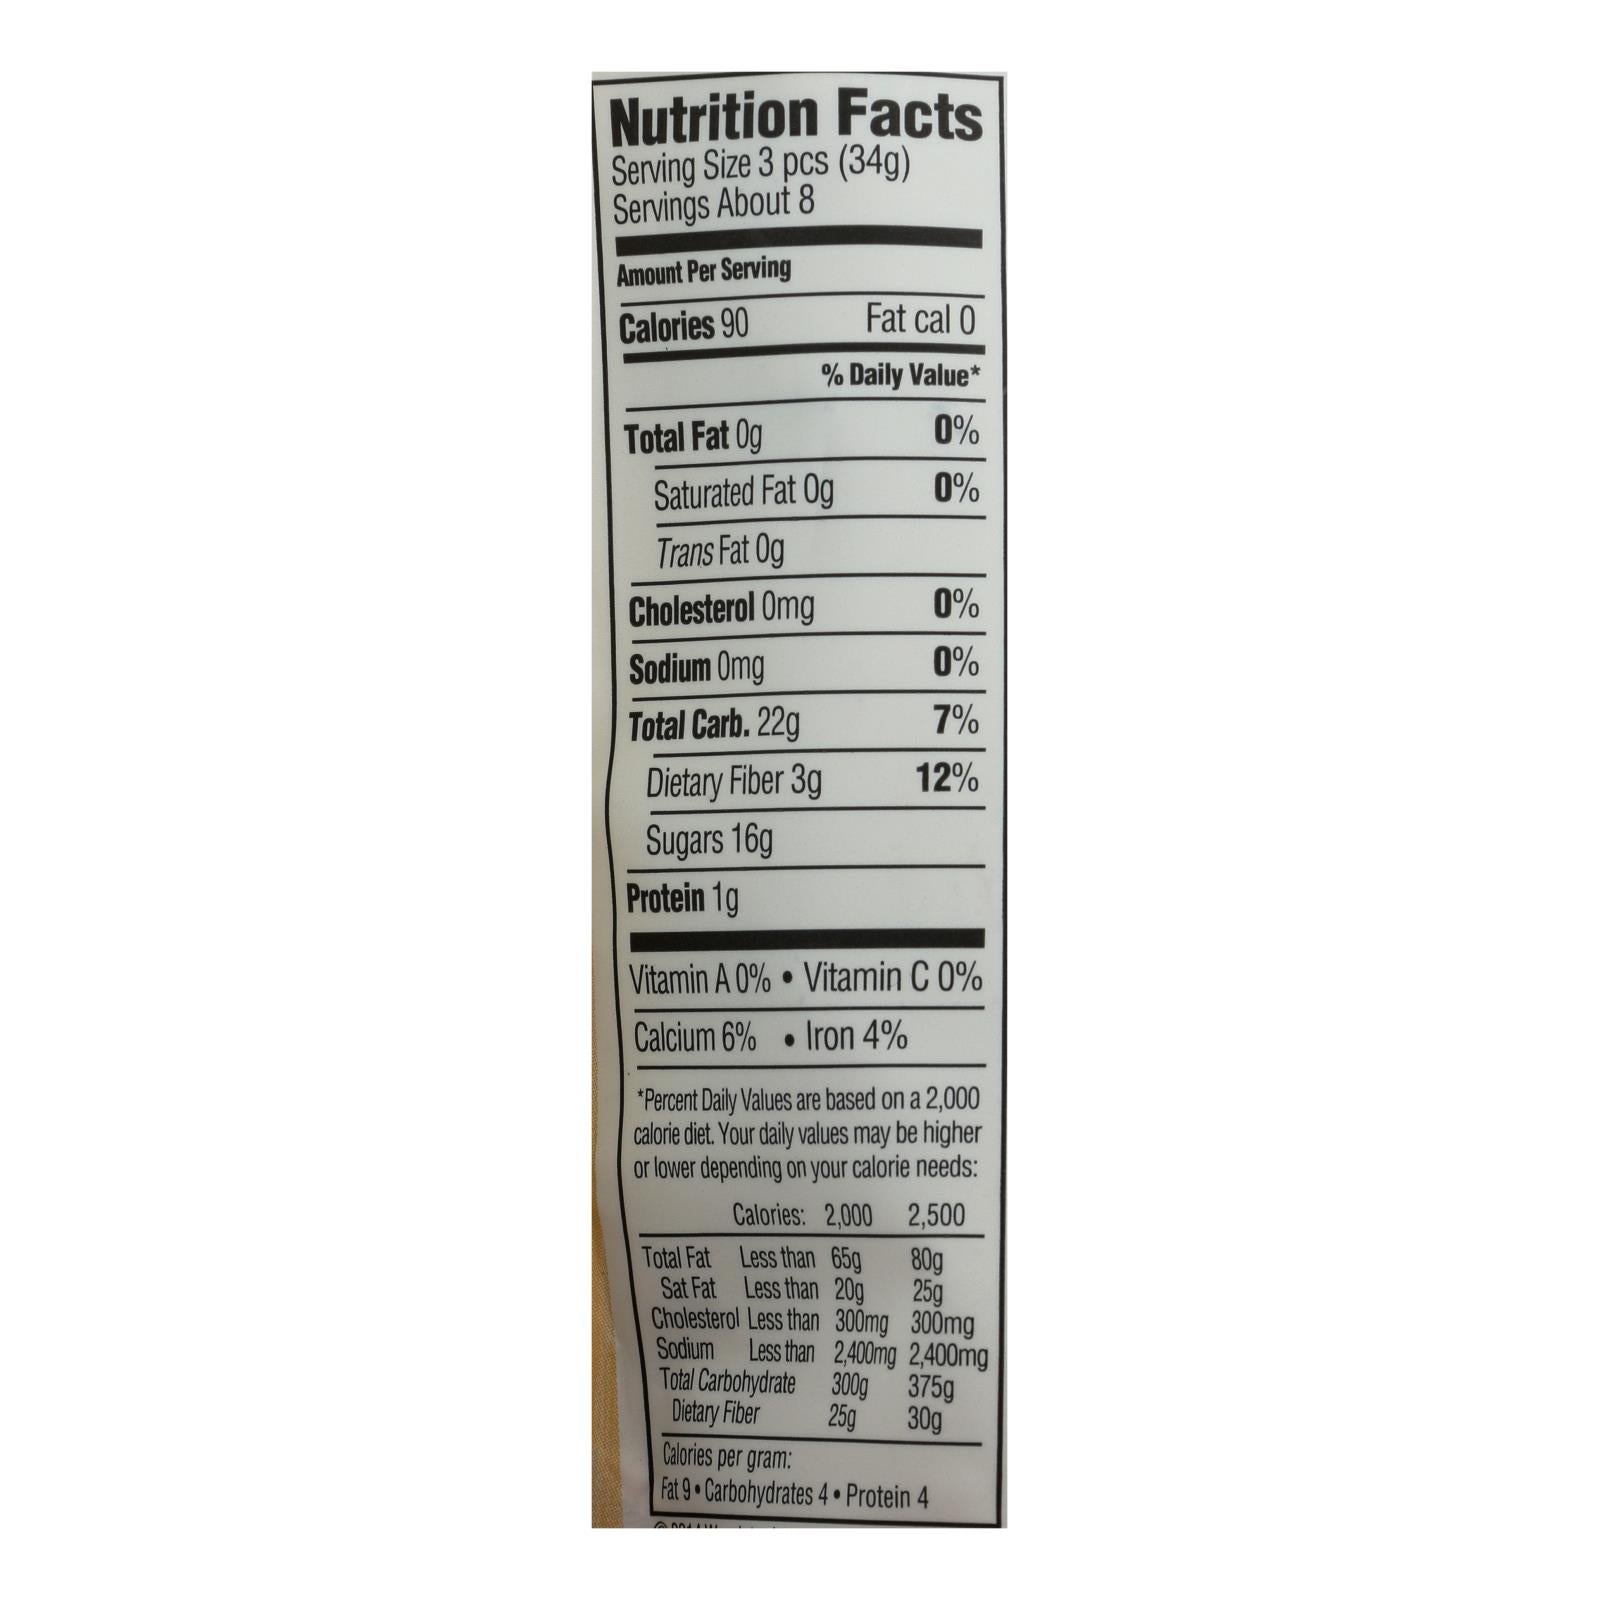 Nutrition Facts
Serving Size 3 pcs (34g)
Servings About 8
Amount Per Serving
Calories 90 Fat cal 0
% Daily Value*
Total Fat 0g 0%
Saturated Fat 0g 0%
Trans Fat 0g
Cholesterol 0mg 0%
Sodium 0mg 0%
Total Carb. 22g 7%
Dietary Fiber 3g 12%
Sugars 16g
Protein 1g
Vitamin A 0% • Vitamin C 0%
Calcium 6% • Iron 4%
*Percent Daily Values are based on a 2,000
calorie diet. Your daily values may be higher
or lower depending on your calorie needs:
Calories: 2,000 2,500
Total Fat Less than 65g 80g
Sat Fat Less than 20g 25g
Cholesterol Less than 300mg 300mg
Sodium Less than 2,400mg 2,400mg
Total Carbohydrate 300g 375g
Dietary Fiber 25g 30g
Calories per gram:
Fat 9 • Carbohydrates 4 • Protein 4